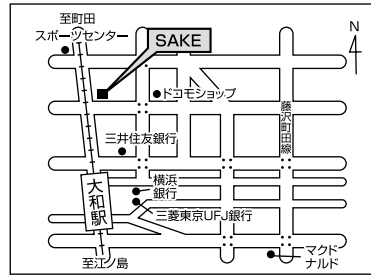 至町田
スポーツセンター
SAKE
N
ドコモショップ
藤沢町田線
三井住友銀行
大和駅
横浜
銀行
三菱東京UFJ銀行
至江ノ島
マクド
ナルド